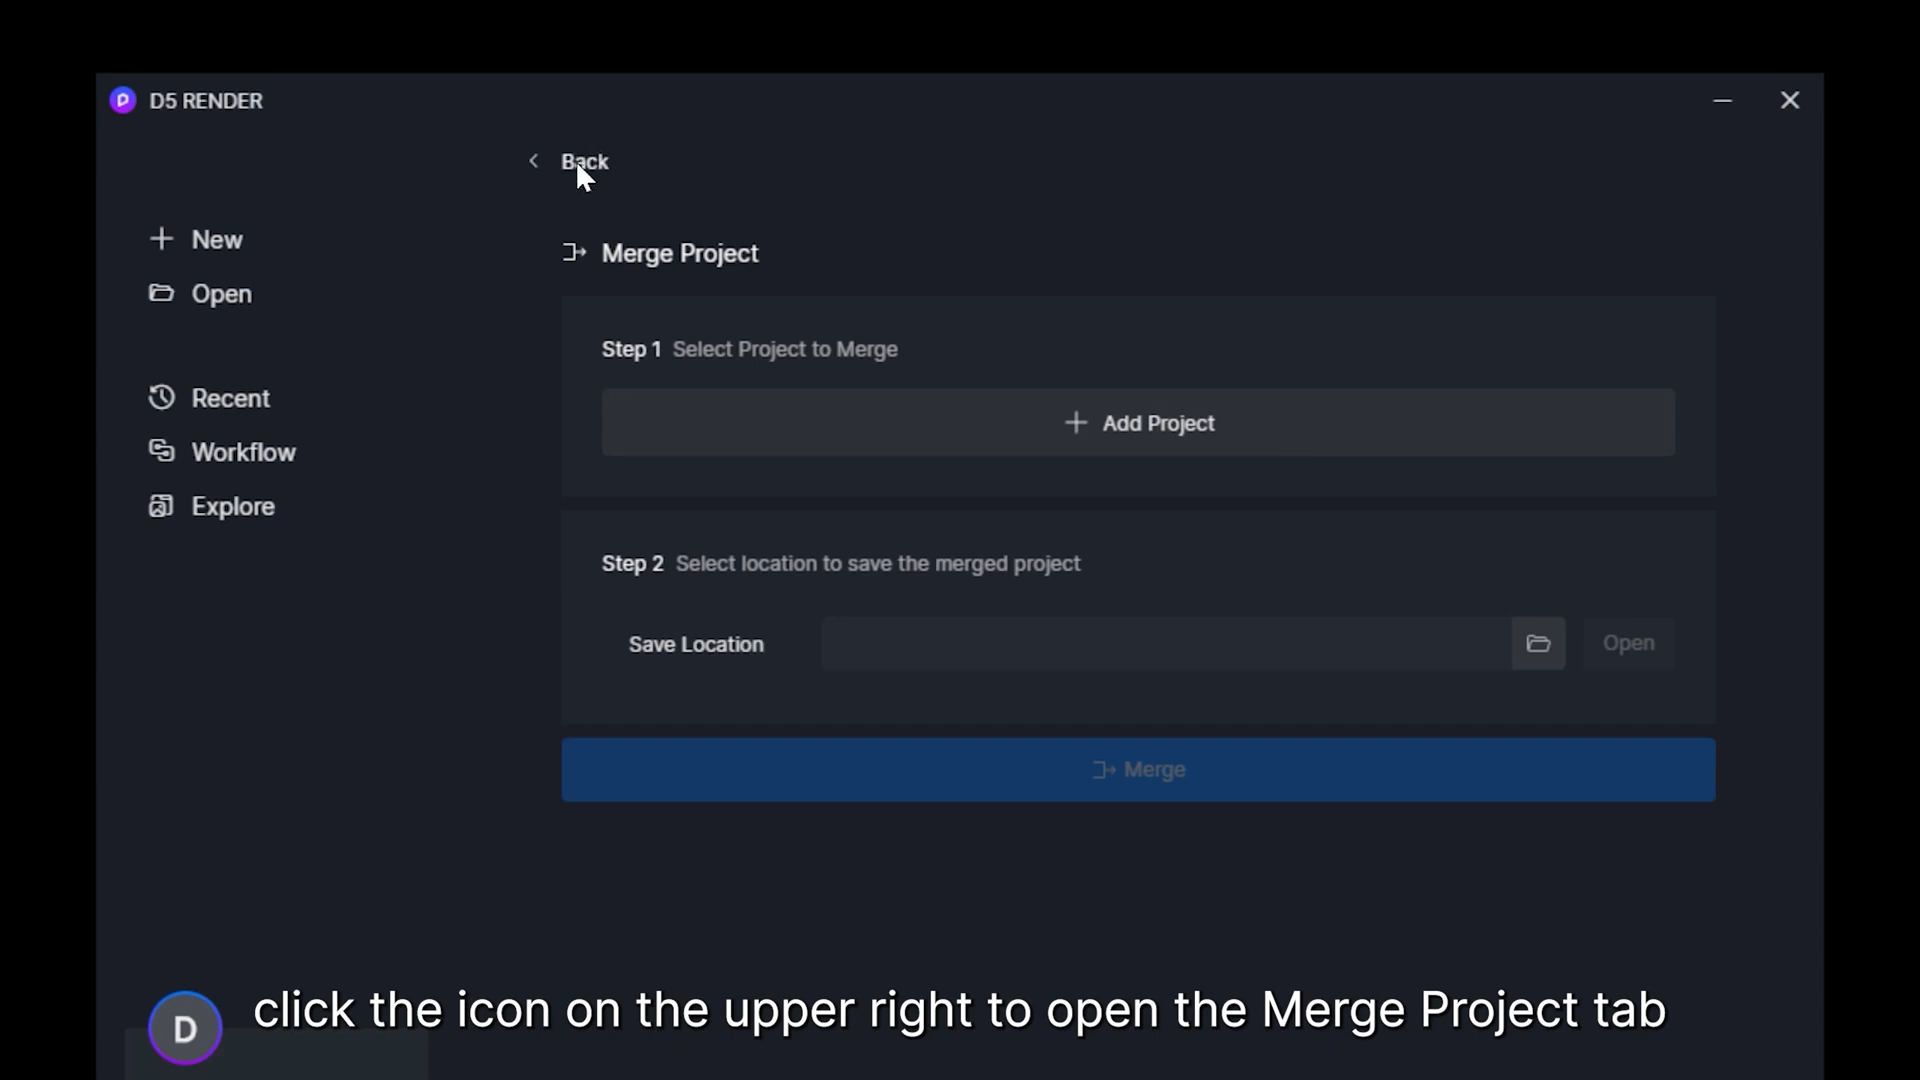 D5 RENDER
Back
New
Open
Recent
Workflow
Explore
Merge Project
Step 1 Select Project to Merge
Add Project
Step 2 Select location to save the merged project
Save Location
Open
Merge
D
click the icon on the upper right to open the Merge Project tab